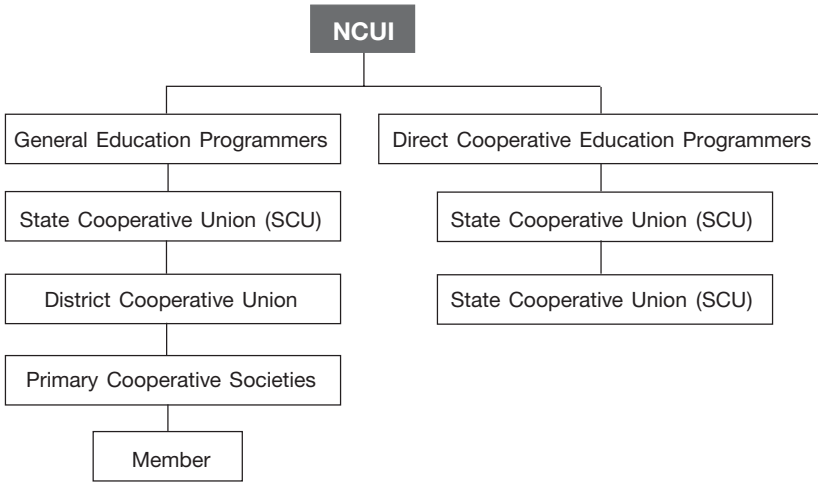 NCUI
General Education Programmers
Direct Cooperative Education Programmers
State Cooperative Union (SCU)
State Cooperative Union (SCU)
District Cooperative Union
State Cooperative Union (SCU)
Primary Cooperative Societies
Member